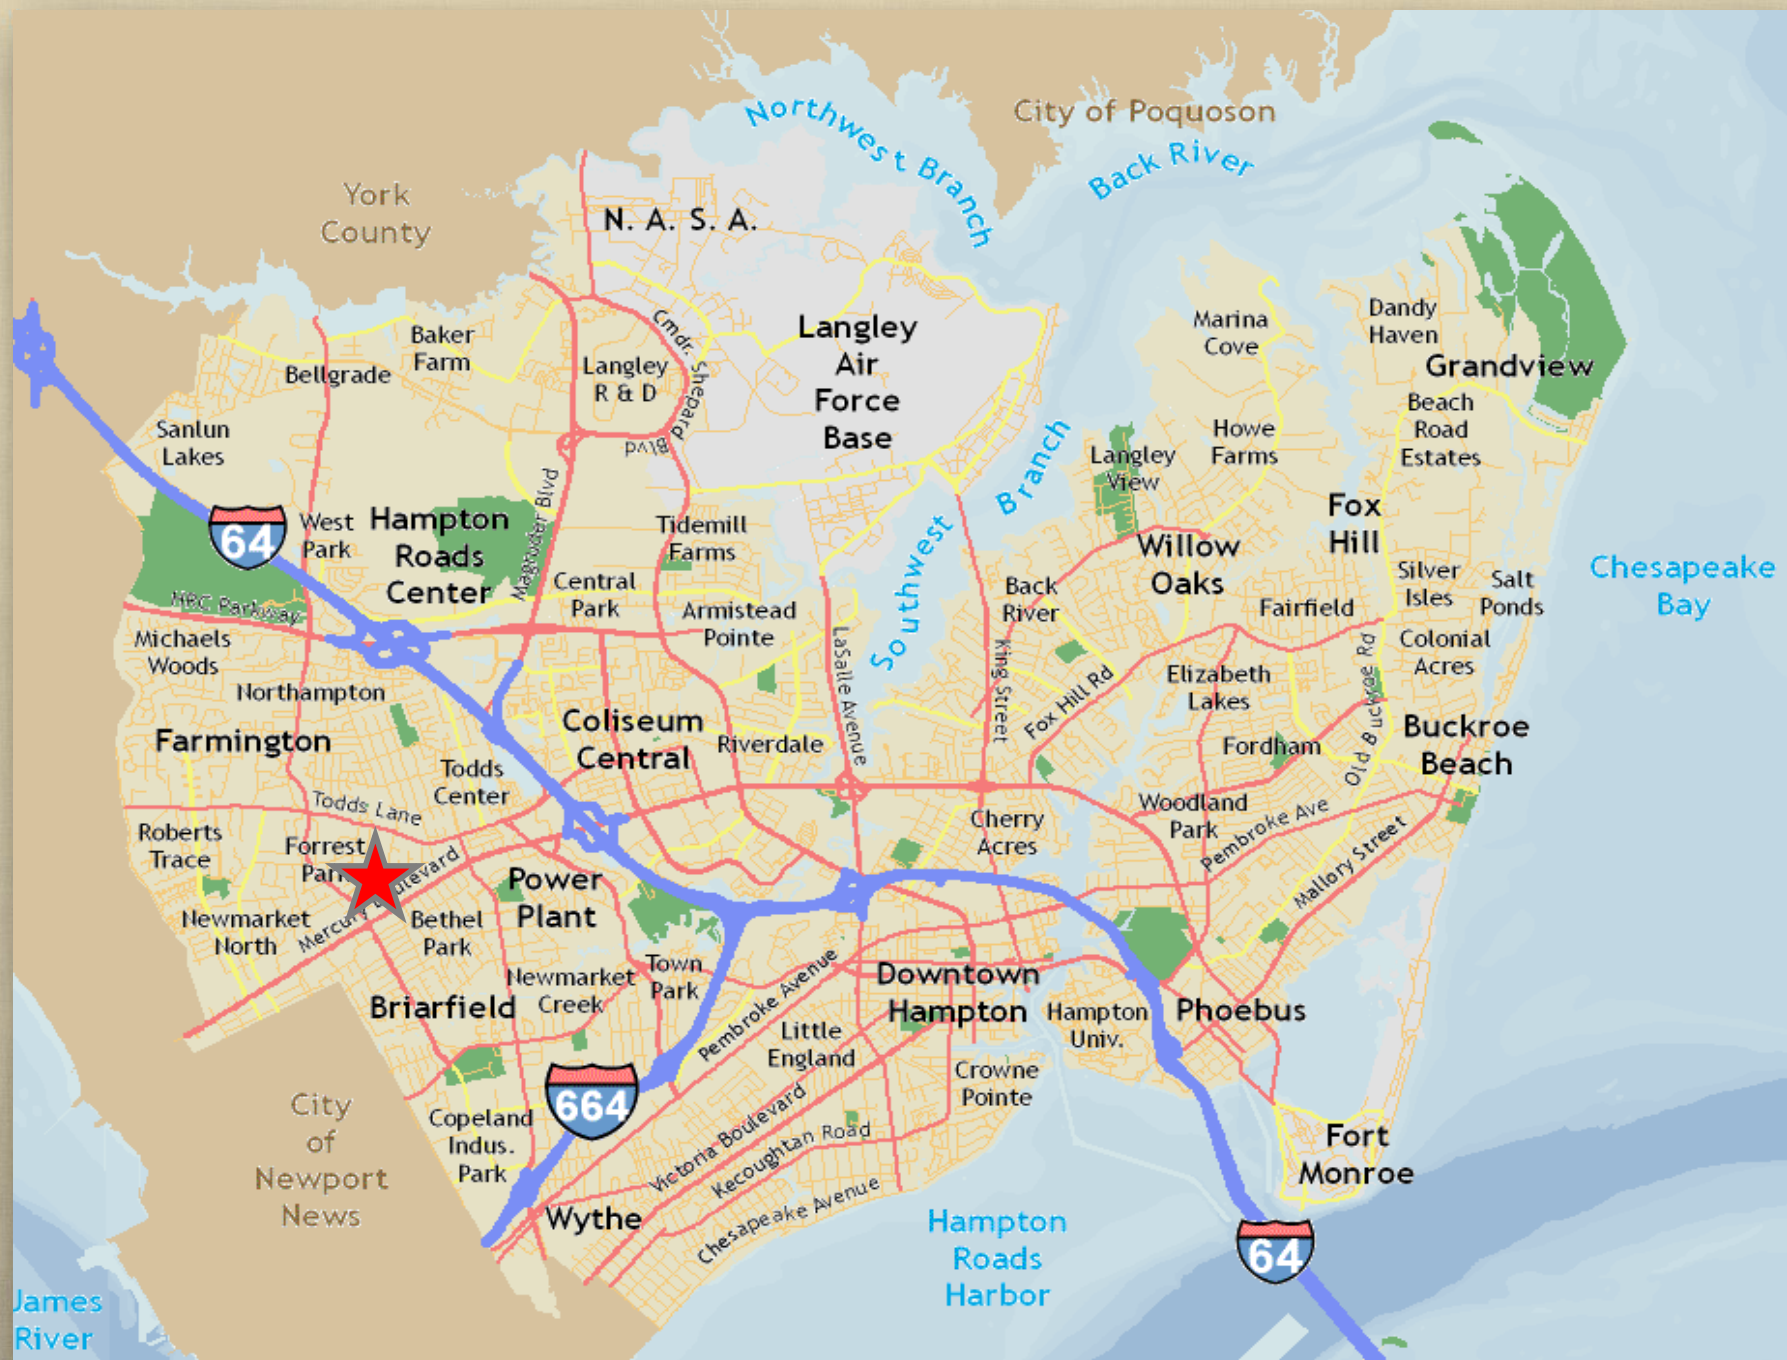 Northwest Branch
City of Poquoson
Back River
York
County
N. A. S. A.
Cmdr. Shepard Blvd
Langley
Air
Force
Base
Baker
Farm
Bellgrade
Langley
R & D
Marina
Cove
Dandy
Haven
Grandview
Sanlun
Lakes
Beach
Road
Estates
Howe
Farms
Langley
View
Southwest Branch
64
West
Park
Hampton
Roads
Center
Magruder Blvd
Tidemill
Farms
Fox
Hill
Willow
Oaks
Chesapeake
Bay
Silver
Isles
Salt
Ponds
Central
Park
Back
River
Fairfield
HRC Parkway
Armistead
Pointe
Michaels
Woods
Colonial
Acres
LaSalle Avenue
King Street
Fox Hill Rd
Elizabeth
Lakes
Old Buckroe Rd
Northampton
Farmington
Coliseum
Central
Riverdale
Fordham
Buckroe
Beach
Todds
Center
Todds Lane
Woodland
Park
Cherry
Acres
Pembroke Ave
Mallory Street
Roberts
Trace
Forrest
Park
Mercury Boulevard
Power
Plant
Newmarket
North
Bethel
Park
Newmarket
Creek
Town
Park
Pembroke Avenue
Downtown
Hampton
Hampton
Univ.
Phoebus
Briarfield
Little
England
Crowne
Pointe
664
City
of
Newport
News
Copeland
Indus.
Park
Victoria Boulevard
Kecoughtan Road
Chesapeake Avenue
Fort
Monroe
Wythe
Hampton
Roads
Harbor
64
James
River